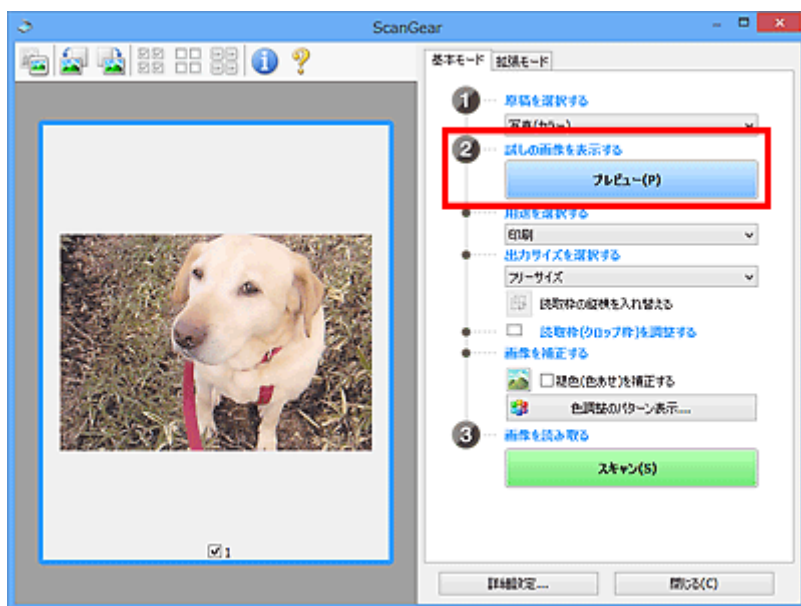 ScanGear
基本モード 拡張モード
1 原稿を選択する
写真(カラー)
2 試しの画像を表示する
プレビュー(P)
用途を選択する
印刷
出力サイズを選択する
フリーサイズ
読取枠の縦横を入れ替える
読取枠(クロップ枠)を調整する
画像を補正する
褪色(色あせ)を補正する
色調整のパターン表示...
3 画像を読み取る
スキャン(S)
1
詳細設定... 閉じる(C)